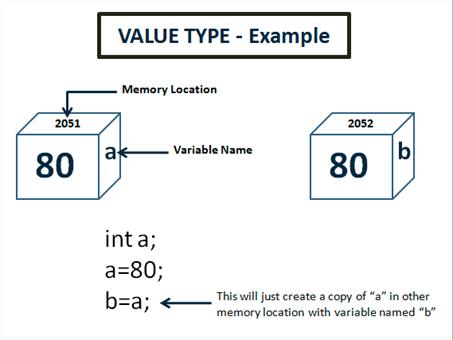 VALUE TYPE - Example
Memory Location
2051
80
a
Variable Name
2052
80
b
int a;
a=80;
b=a;
This will just create a copy of “a” in other
memory location with variable named “b”